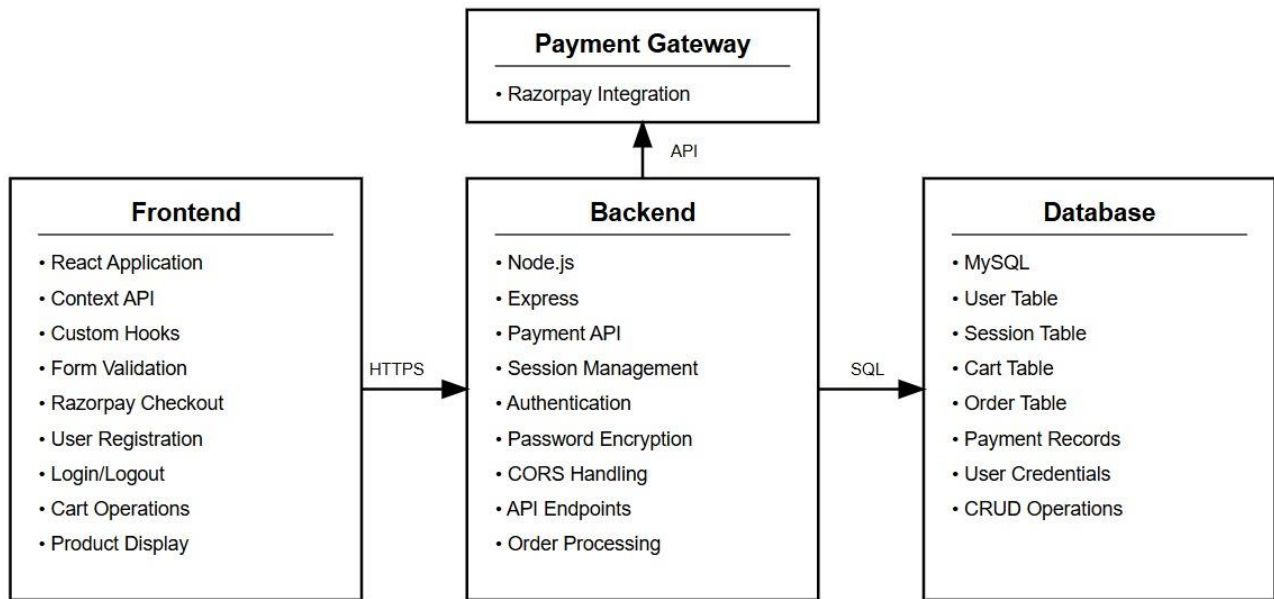 Payment Gateway
• Razorpay Integration
API
Frontend
• React Application
• Context API
• Custom Hooks
• Form Validation
• Razorpay Checkout
• User Registration
• Login/Logout
• Cart Operations
• Product Display
HTTPS
Backend
• Node.js
• Express
• Payment API
• Session Management
• Authentication
• Password Encryption
• CORS Handling
• API Endpoints
• Order Processing
SQL
Database
• MySQL
• User Table
• Session Table
• Cart Table
• Order Table
• Payment Records
• User Credentials
• CRUD Operations